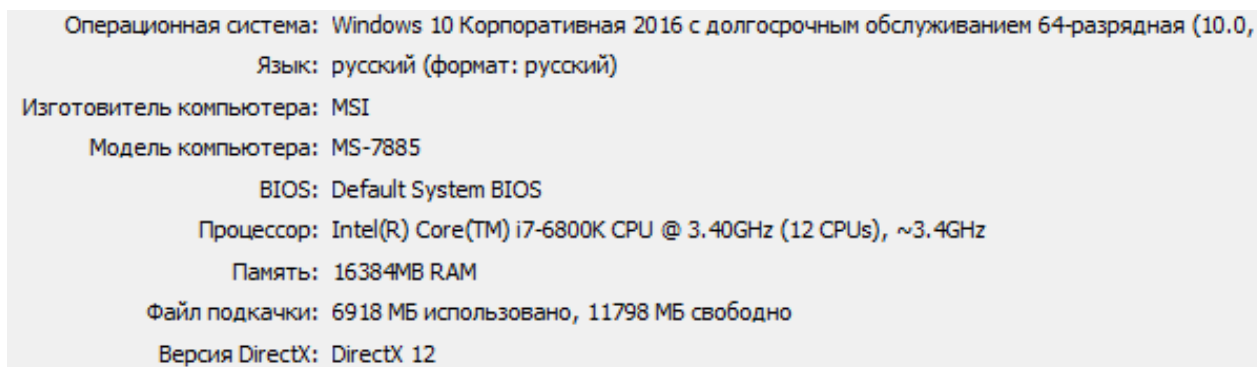 Операционная система: Windows 10 Корпоративная 2016 с долгосрочным обслуживанием 64-разрядная (10.0,
Язык: русский (формат: русский)
Изготовитель компьютера: MSI
Модель компьютера: MS-7885
BIOS: Default System BIOS
Процессор: Intel(R) Core(TM) i7-6800K CPU @ 3.40GHz (12 CPUs), ~3.4GHz
Память: 16384MB RAM
Файл подкачки: 6918 МБ использовано, 11798 МБ свободно
Версия DirectX: DirectX 12